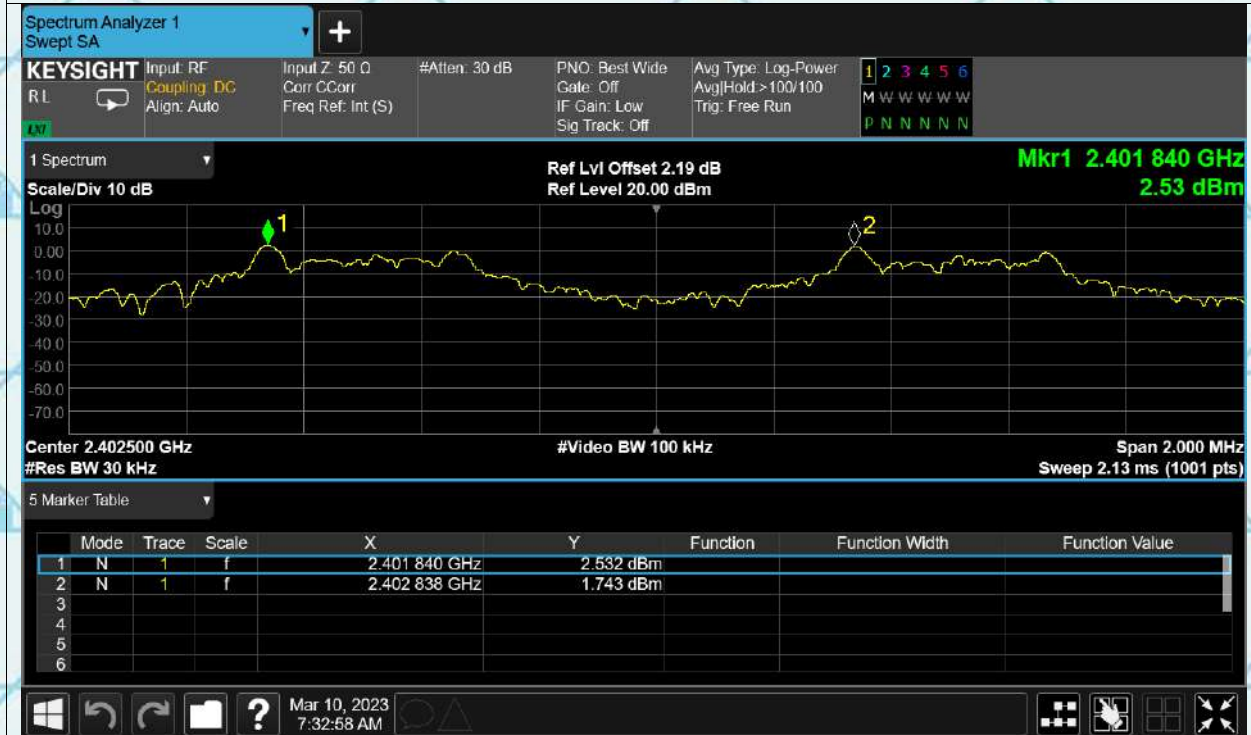 Spectrum Analyzer 1
Swept SA
+
KEYSIGHT
RL
LXI
Input: RF
Coupling: DC
Align: Auto
Input Z: 50 Ω
Corr CCorr
Freq Ref: Int (S)
#Atten: 30 dB
PNO: Best Wide
Gate: Off
IF Gain: Low
Sig Track: Off
Avg Type: Log-Power
Avg|Hold:>100/100
Trig: Free Run
1 2 3 4 5 6
M W W W W W
P N N N N N
1 Spectrum
Scale/Div 10 dB
Ref Lvl Offset 2.19 dB
Ref Level 20.00 dBm
Mkr1 2.401 840 GHz
2.53 dBm
Log
10.0
0.00
-10.0
-20.0
-30.0
-40.0
-50.0
-60.0
-70.0
1
2
Center 2.402500 GHz
#Res BW 30 kHz
#Video BW 100 kHz
Span 2.000 MHz
Sweep 2.13 ms (1001 pts)
5 Marker Table
Mode Trace Scale X Y Function Function Width Function Value
1 N 1 f 2.401 840 GHz 2.532 dBm
2 N 1 f 2.402 838 GHz 1.743 dBm
3
4
5
6
?
Mar 10, 2023
7:32:58 AM